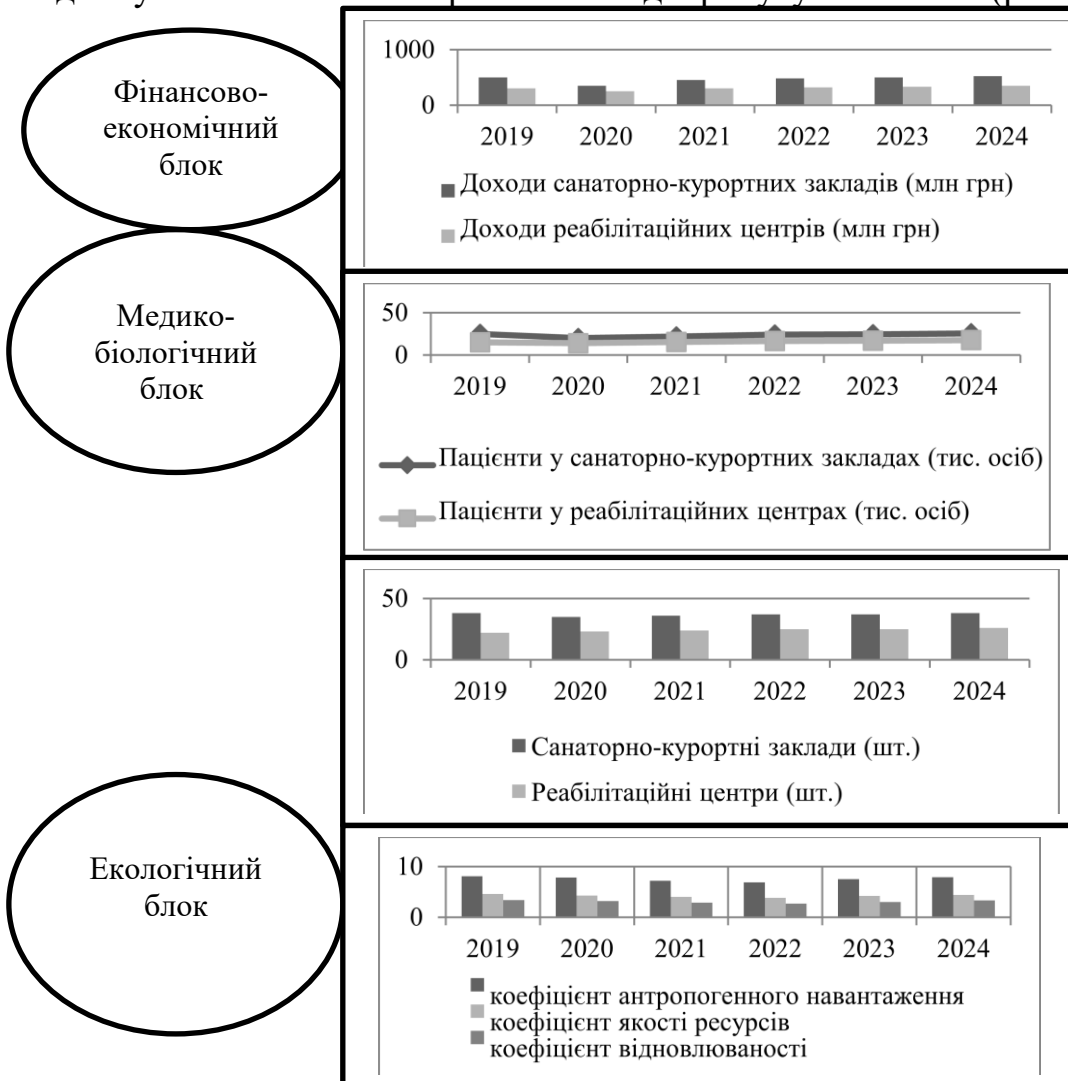 Фінансово-
економічний
блок
1000
0
2019 2020 2021 2022 2023 2024
Доходи санаторно-курортних закладів (млн грн)
Доходи реабілітаційних центрів (млн грн)
Медико-
біологічний
блок
50
0
2019 2020 2021 2022 2023 2024
Пацієнти у санаторно-курортних закладах (тис. осіб)
Пацієнти у реабілітаційних центрах (тис. осіб)
50
0
2019 2020 2021 2022 2023 2024
Санаторно-курортні заклади (шт.)
Реабілітаційні центри (шт.)
Екологічний
блок
10
0
2019 2020 2021 2022 2023 2024
коефіцієнт антропогенного навантаження
коефіцієнт якості ресурсів
коефіцієнт відновлюваності